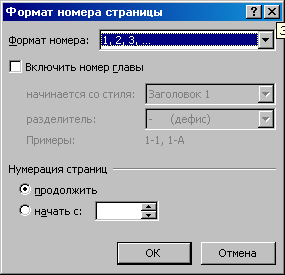 Формат номера страницы
Формат номера: 1, 2, 3, ...
Включить номер главы
начинается со стиля: Заголовок 1
разделитель: - (дефис)
Примеры: 1-1, 1-A
Нумерация страниц
продолжить
начать с:
ОК Отмена